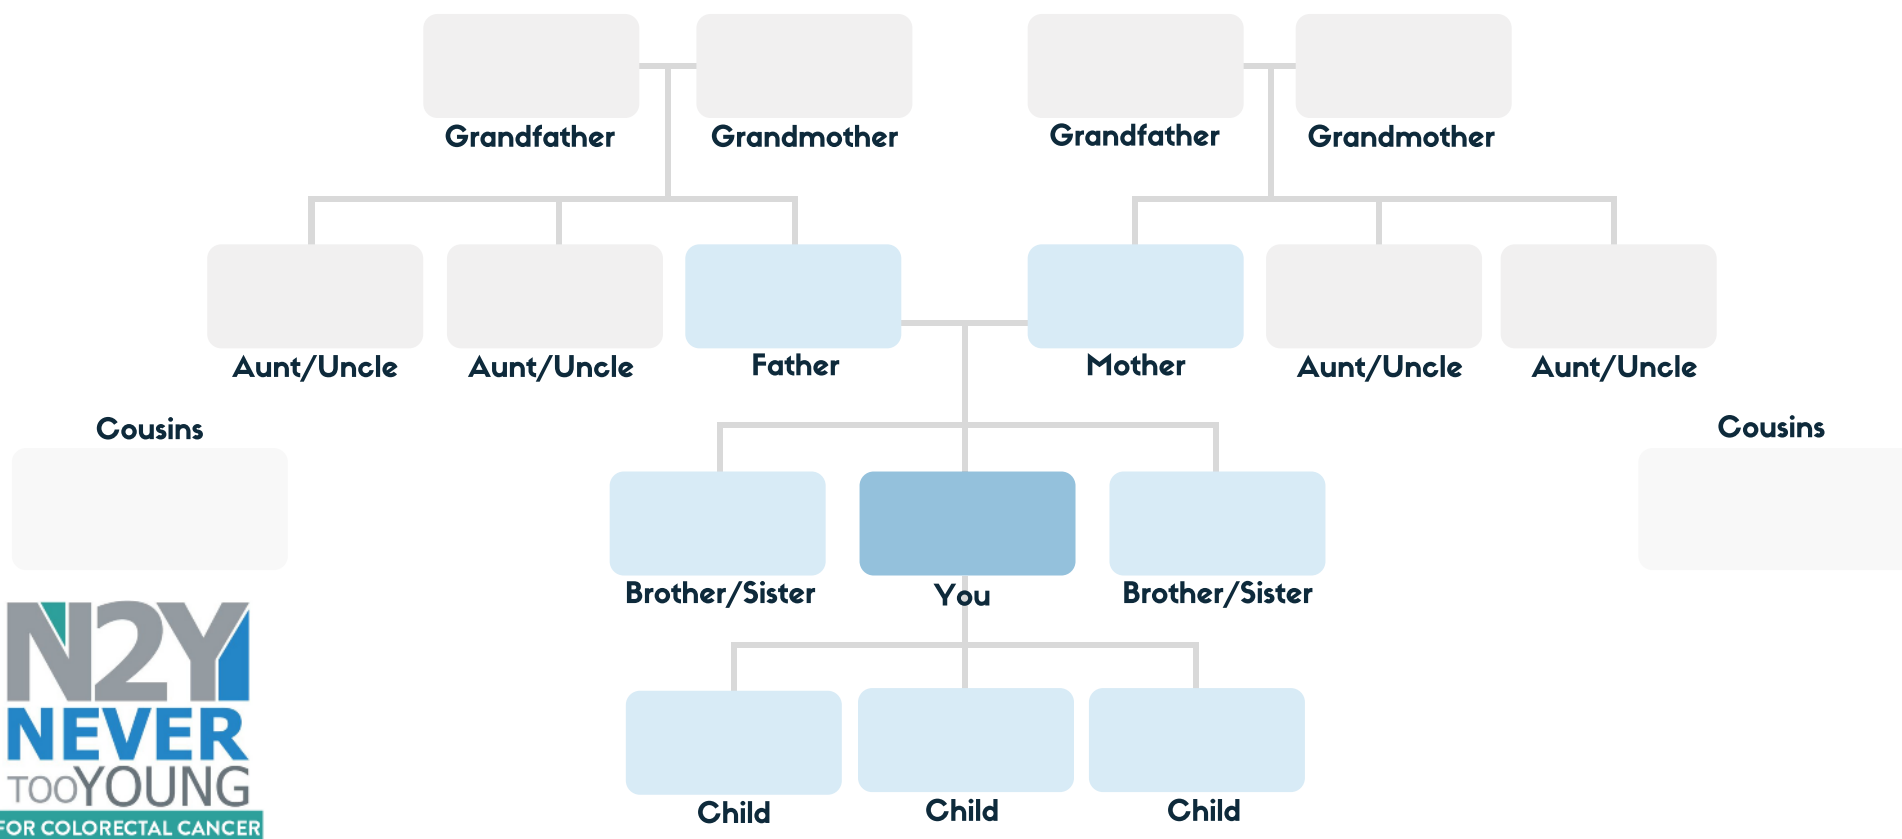 Grandfather
Grandmother
Grandfather
Grandmother
Aunt/Uncle
Aunt/Uncle
Father
Mother
Aunt/Uncle
Aunt/Uncle
Cousins
Cousins
Brother/Sister
You
Brother/Sister
Child
Child
Child
N2Y
NEVER
TOOYOUNG
FOR COLORECTAL CANCER